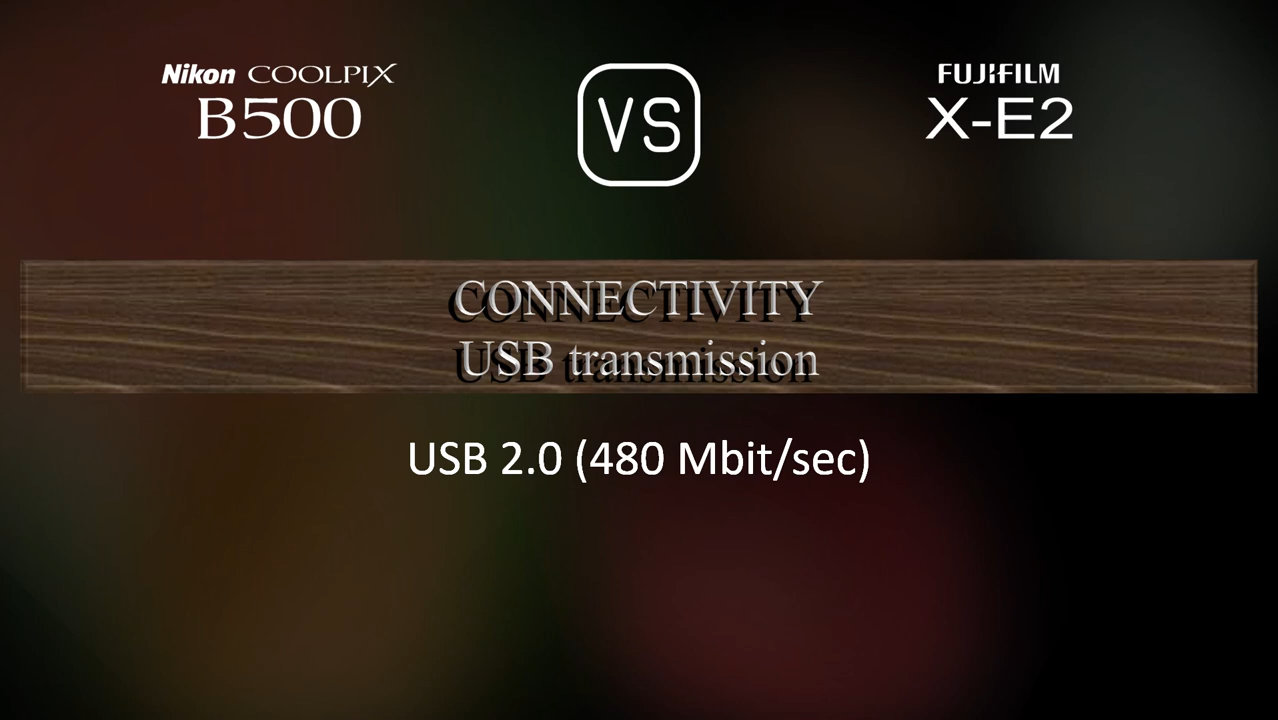 Nikon COOLPIX
B500
VS
FUJIFILM
X-E2
CONNECTIVITY
USB transmission
USB 2.0 (480 Mbit/sec)